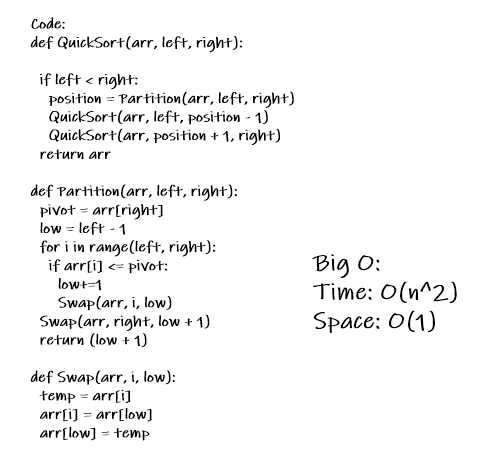 Code:
def QuickSort(arr, left, right):
if left < right:
position = Partition(arr, left, right)
QuickSort(arr, left, position - 1)
QuickSort(arr, position + 1, right)
return arr
def Partition(arr, left, right):
pivot = arr[right]
low = left - 1
for i in range(left, right):
if arr[i] <= pivot:
low+=1
Swap(arr, i, low)
Swap(arr, right, low + 1)
return (low + 1)
def Swap(arr, i, low):
temp = arr[i]
arr[i] = arr[low]
arr[low] = temp
Big O:
Time: O(n^2)
Space: O(1)